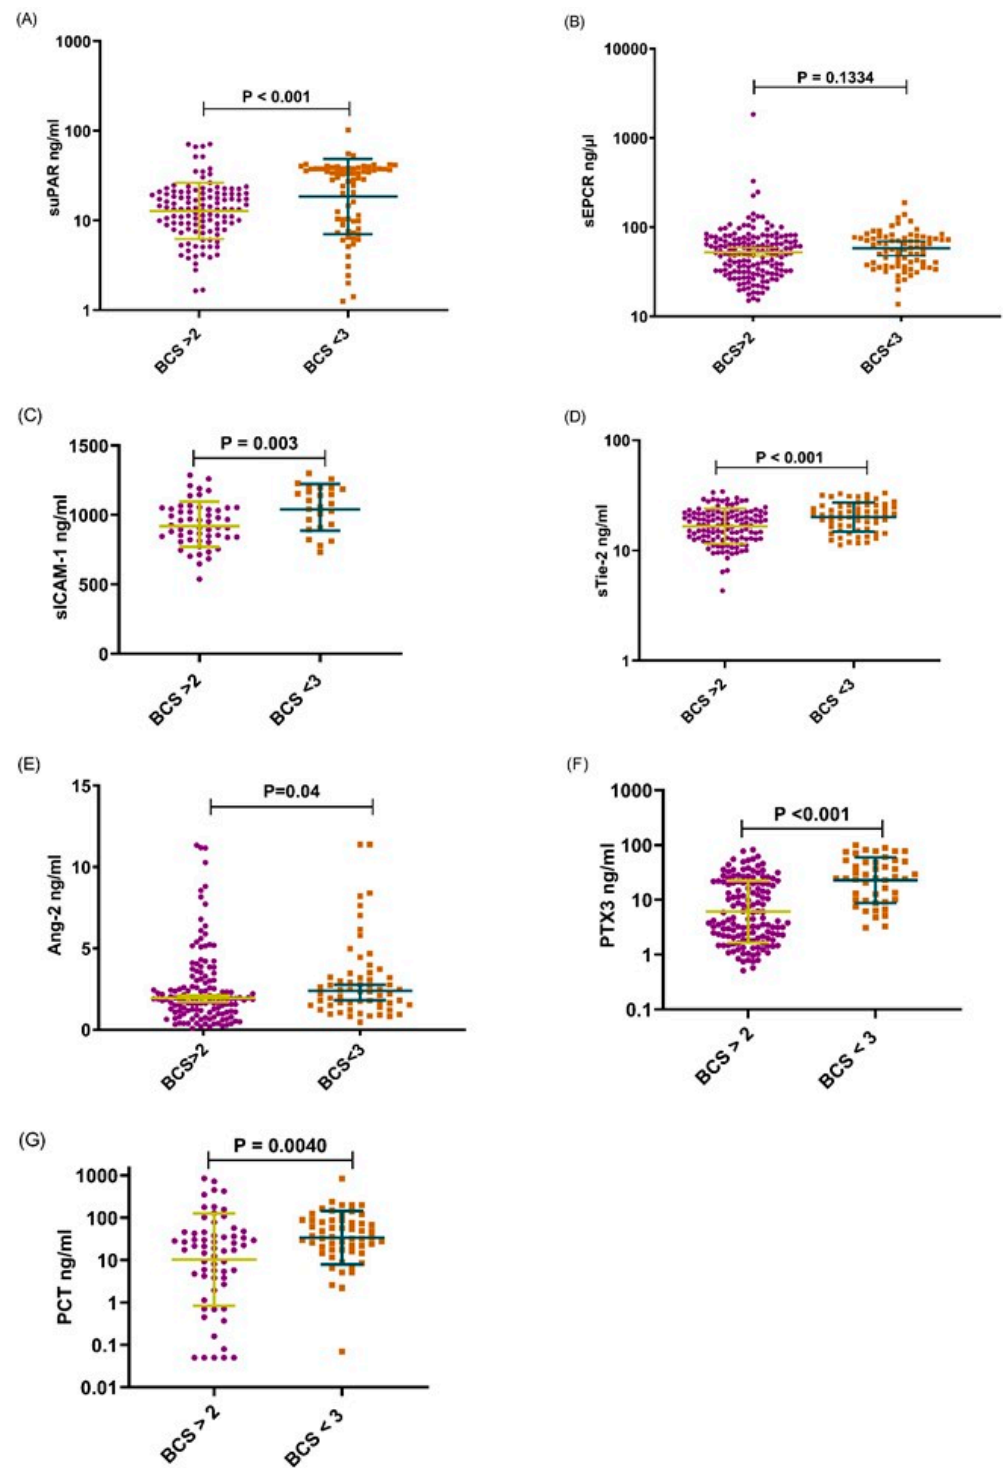 (A)
1000
100
10
1
suPAR ng/ml
P < 0.001
BCS >2
BCS <3
(B)
10000
1000
100
10
sEPCR ng/µl
P = 0.1334
BCS>2
BCS<3
(C)
1500
1000
500
0
sICAM-1 ng/ml
P = 0.003
BCS >2
BCS <3
(D)
100
10
1
sTie-2 ng/ml
P < 0.001
BCS >2
BCS <3
(E)
15
10
5
0
Ang-2 ng/ml
P=0.04
BCS>2
BCS<3
(F)
1000
100
10
1
0.1
PTX3 ng/ml
P <0.001
BCS > 2
BCS < 3
(G)
1000
100
10
1
0.1
0.01
PCT ng/ml
P = 0.0040
BCS > 2
BCS < 3